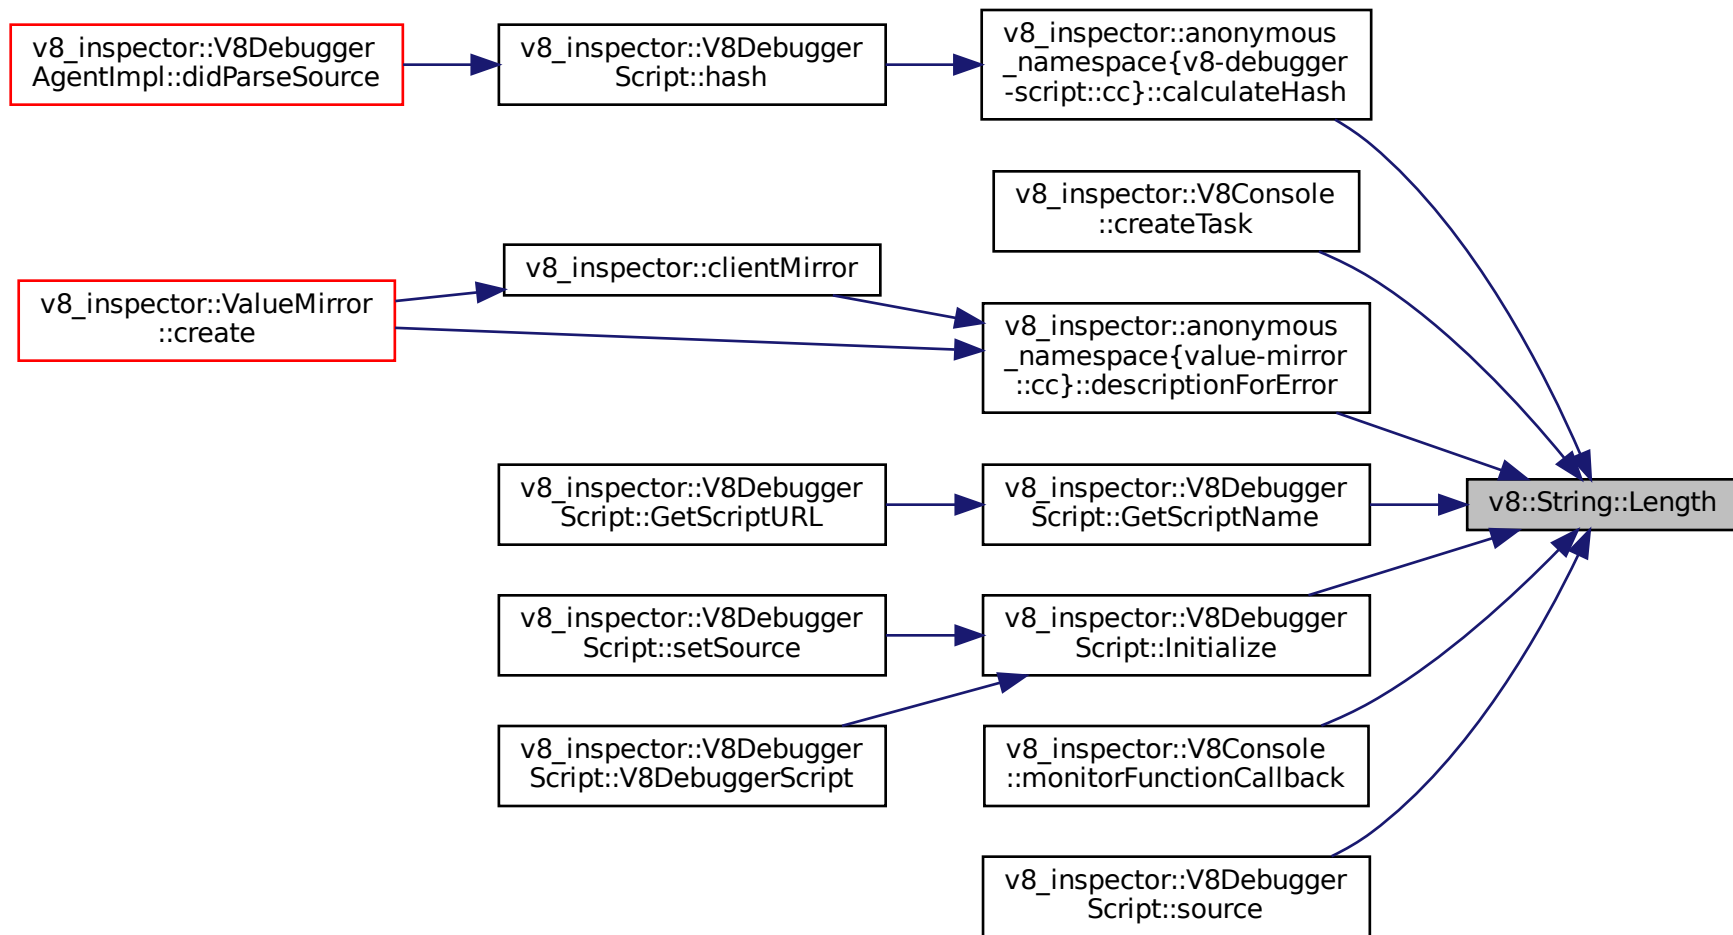 v8_inspector::V8Debugger
AgentImpl::didParseSource
v8_inspector::V8Debugger
Script::hash
v8_inspector::anonymous
_namespace{v8-debugger
-script::cc}::calculateHash
v8_inspector::V8Console
::createTask
v8_inspector::clientMirror
v8_inspector::ValueMirror
::create
v8_inspector::anonymous
_namespace{value-mirror
::cc}::descriptionForError
v8_inspector::V8Debugger
Script::GetScriptURL
v8_inspector::V8Debugger
Script::GetScriptName
v8::String::Length
v8_inspector::V8Debugger
Script::setSource
v8_inspector::V8Debugger
Script::Initialize
v8_inspector::V8Debugger
Script::V8DebuggerScript
v8_inspector::V8Console
::monitorFunctionCallback
v8_inspector::V8Debugger
Script::source